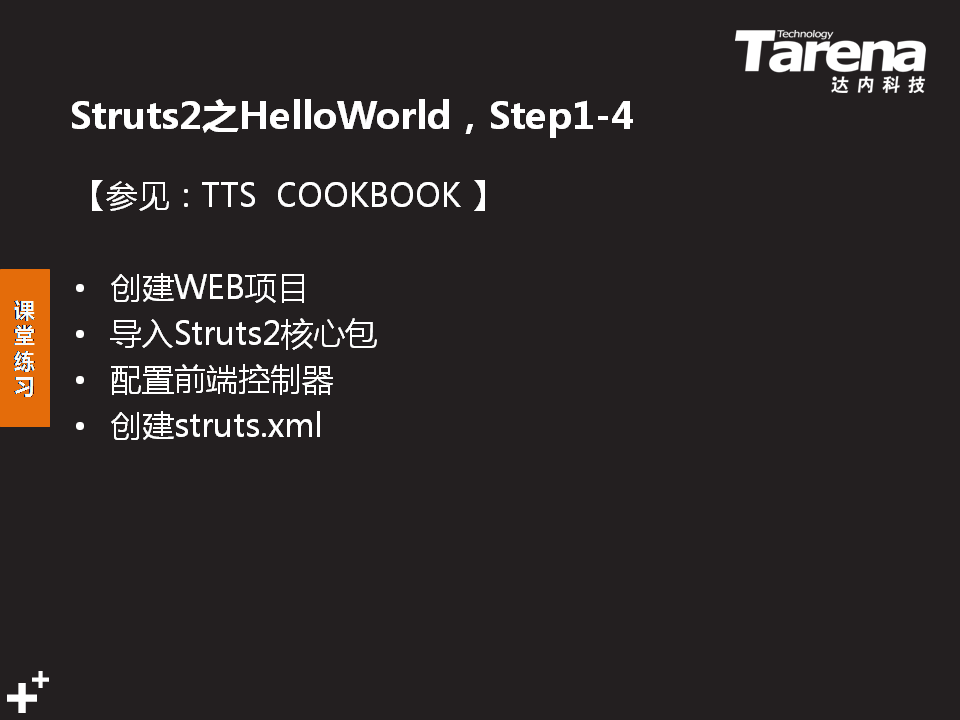 Technology
Tarena
达内科技
Struts2之HelloWorld，Step1-4
【参见：TTS COOKBOOK 】
• 创建WEB项目
• 导入Struts2核心包
• 配置前端控制器
• 创建struts.xml
课
堂
练
习